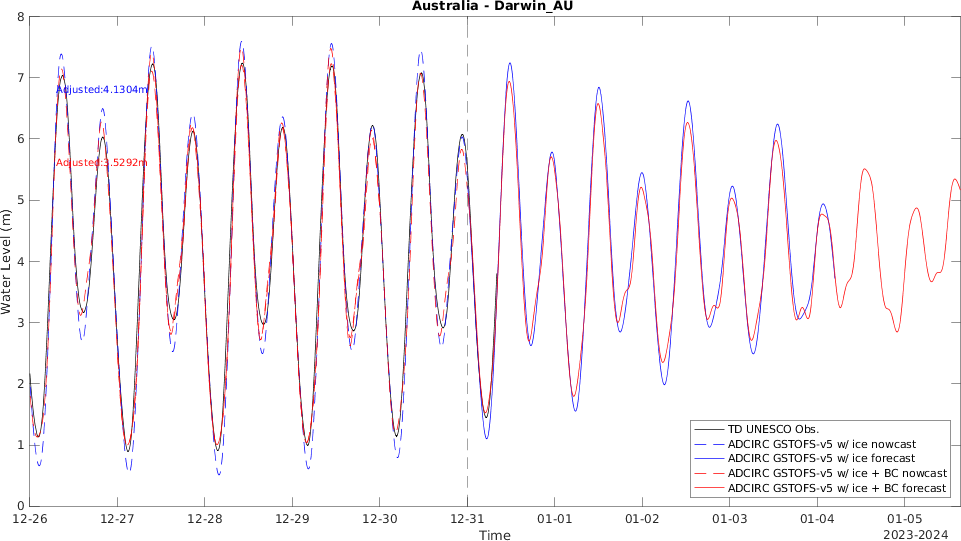 Australia - Darwin_AU
8
7
6
5
4
3
2
1
0
Water Level (m)
Adjusted:4.1304m
Adjusted:3.5292m
TD UNESCO Obs.
ADCIRC GSTOFS-v5 w/ ice nowcast
ADCIRC GSTOFS-v5 w/ ice forecast
ADCIRC GSTOFS-v5 w/ ice + BC nowcast
ADCIRC GSTOFS-v5 w/ ice + BC forecast
12-26 12-27 12-28 12-29 12-30 12-31 01-01 01-02 01-03 01-04 01-05
Time
2023-2024